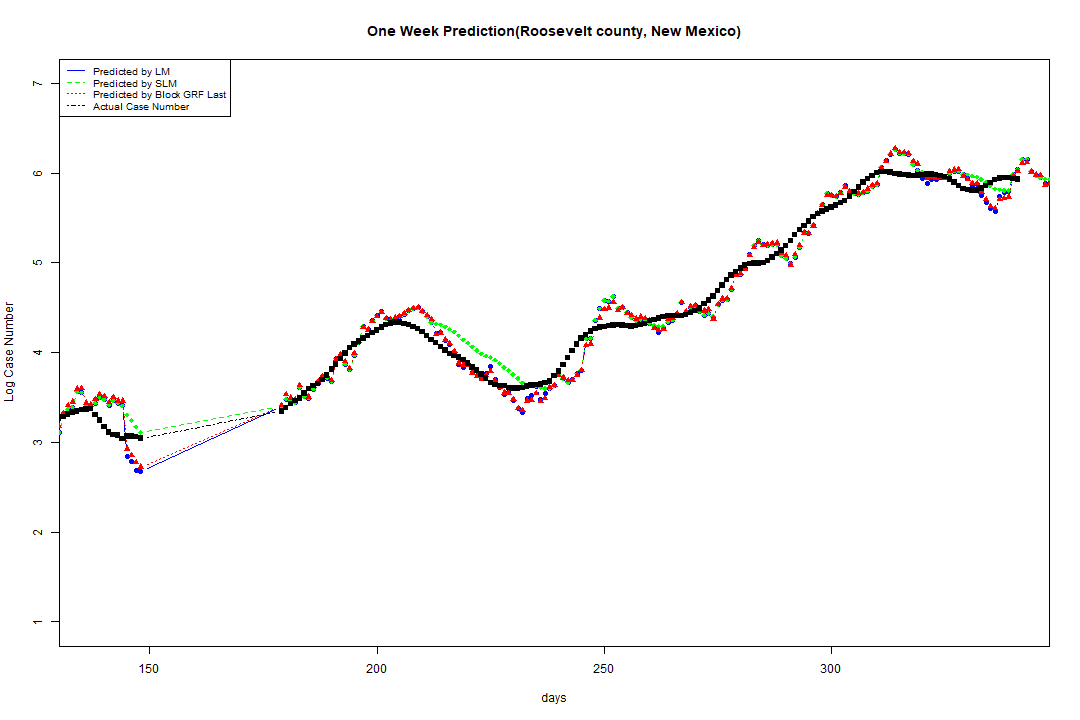 One Week Prediction(Roosevelt county, New Mexico)
Predicted by LM
Predicted by SLM
Predicted by Block GRF Last
Actual Case Number
7
6
5
4
3
2
1
Log Case Number
150 200 250 300
days